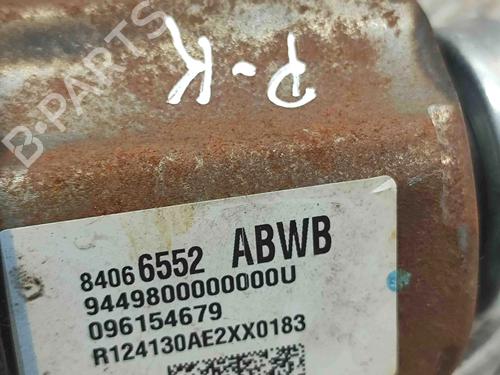 B-PARTS
P-K
84066552 ABWB
9449800000000U
096154679
R124130AE2XX0183